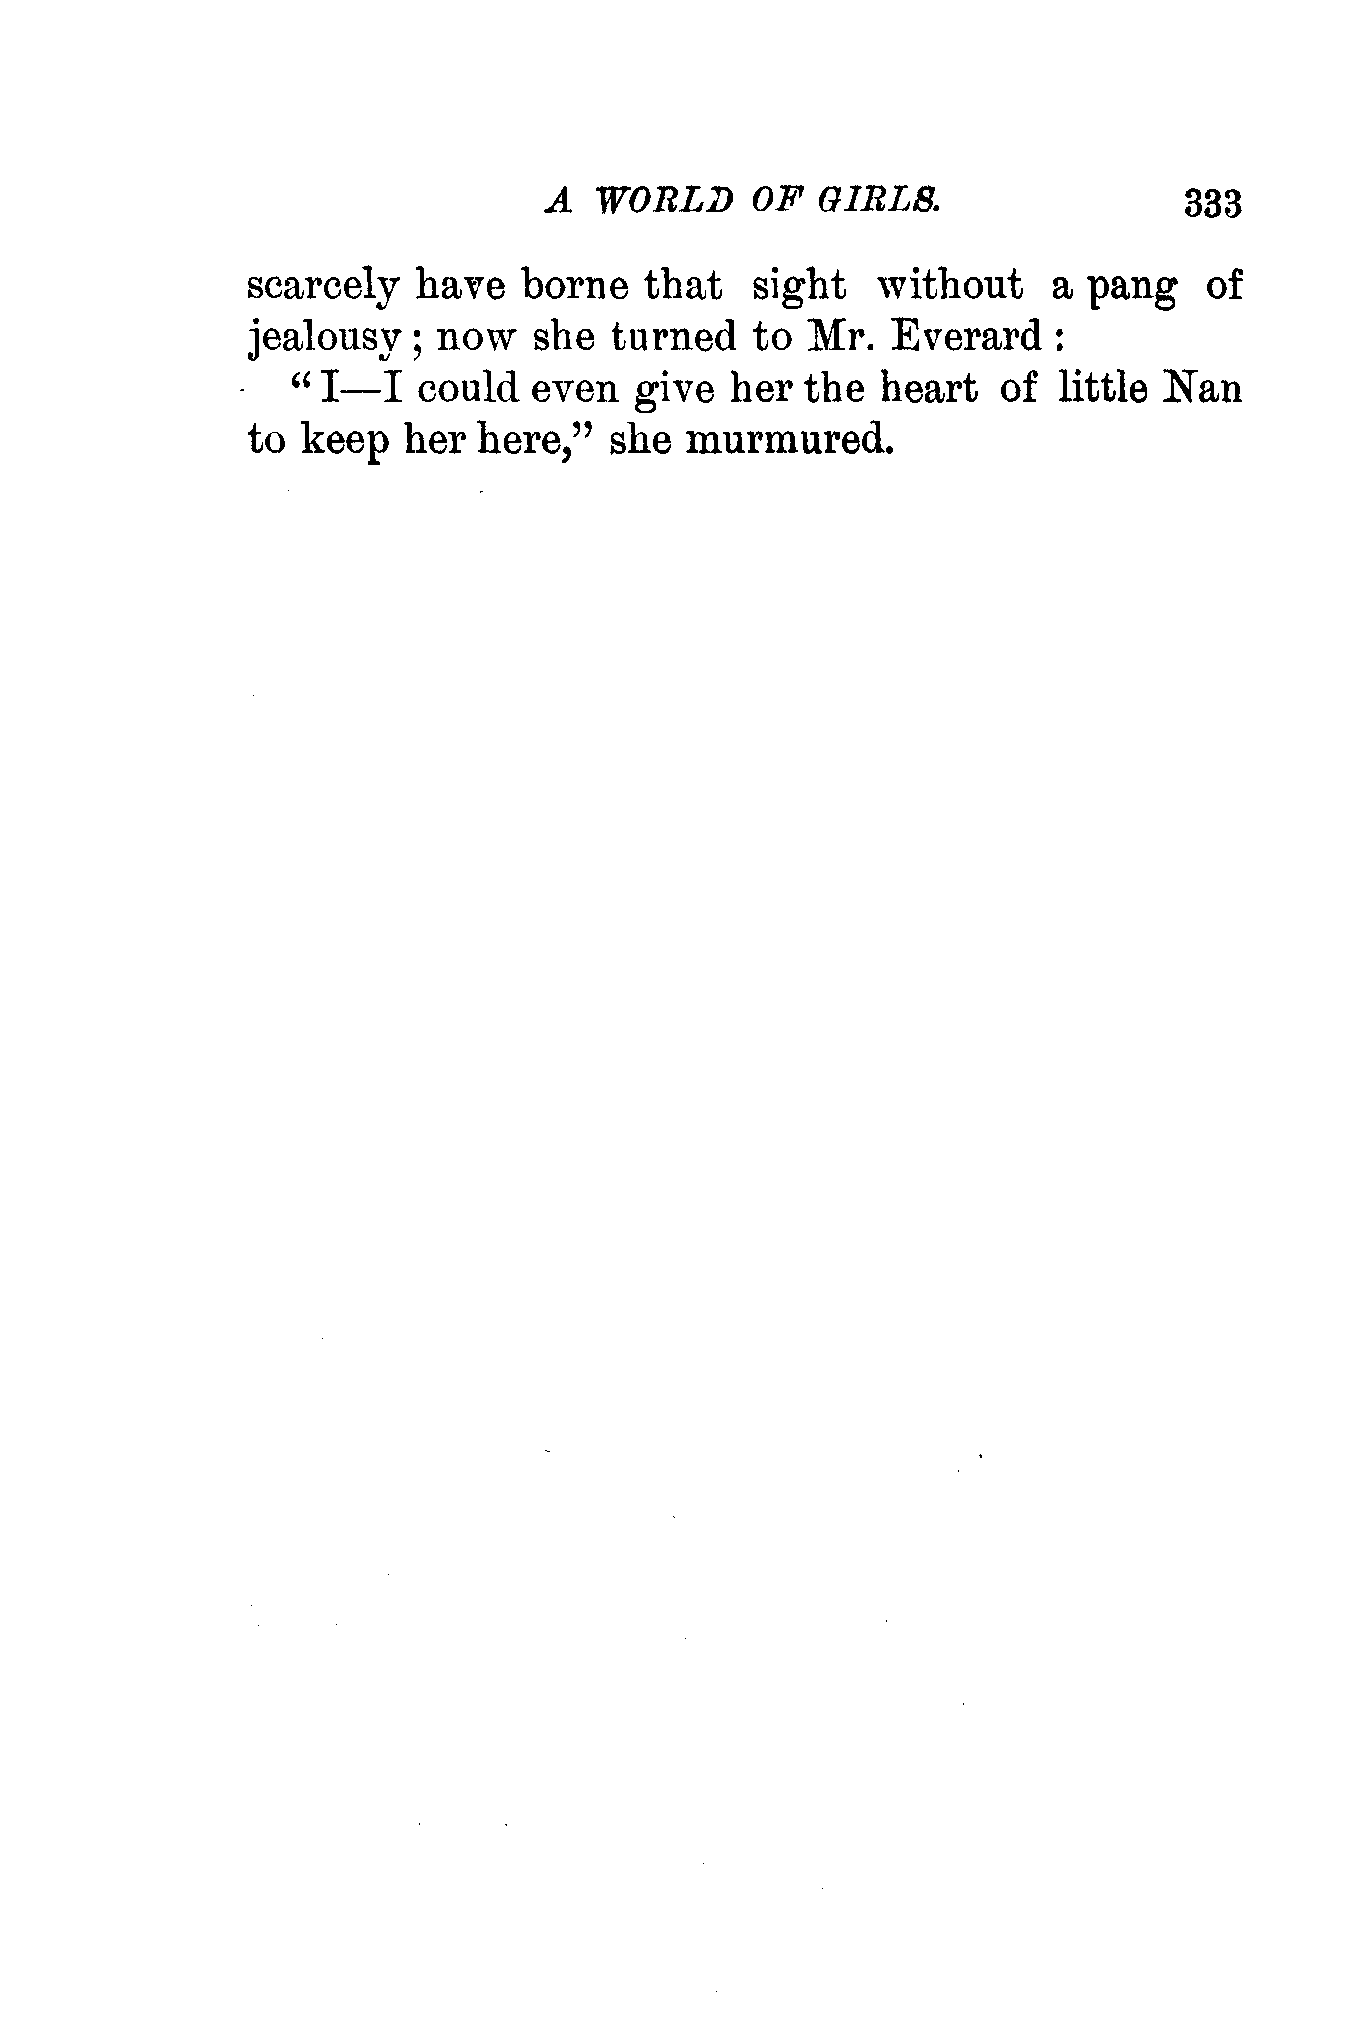 A WORLD OF GIRLS. 333
scarcely have borne that sight without a pang of
jealousy; now she turned to Mr. Everard:
"I—I could even give her the heart of little Nan
to keep her here," she murmured.